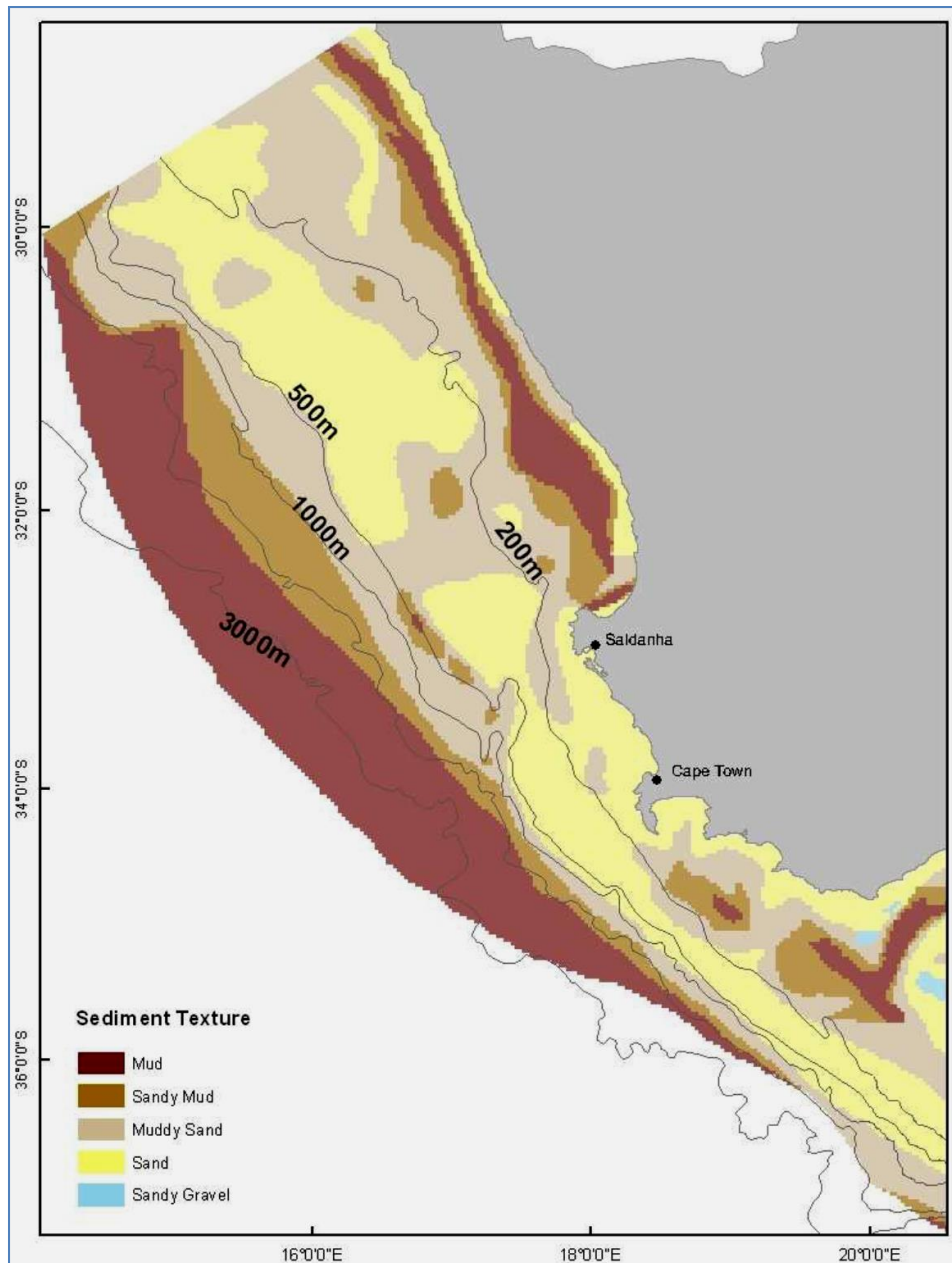 30°0'0"S
32°0'0"S
34°0'0"S
36°0'0"S
500m
1000m
200m
3000m
Saldanha
Cape Town
Sediment Texture
Mud
Sandy Mud
Muddy Sand
Sand
Sandy Gravel
16°0'0"E
18°0'0"E
20°0'0"E